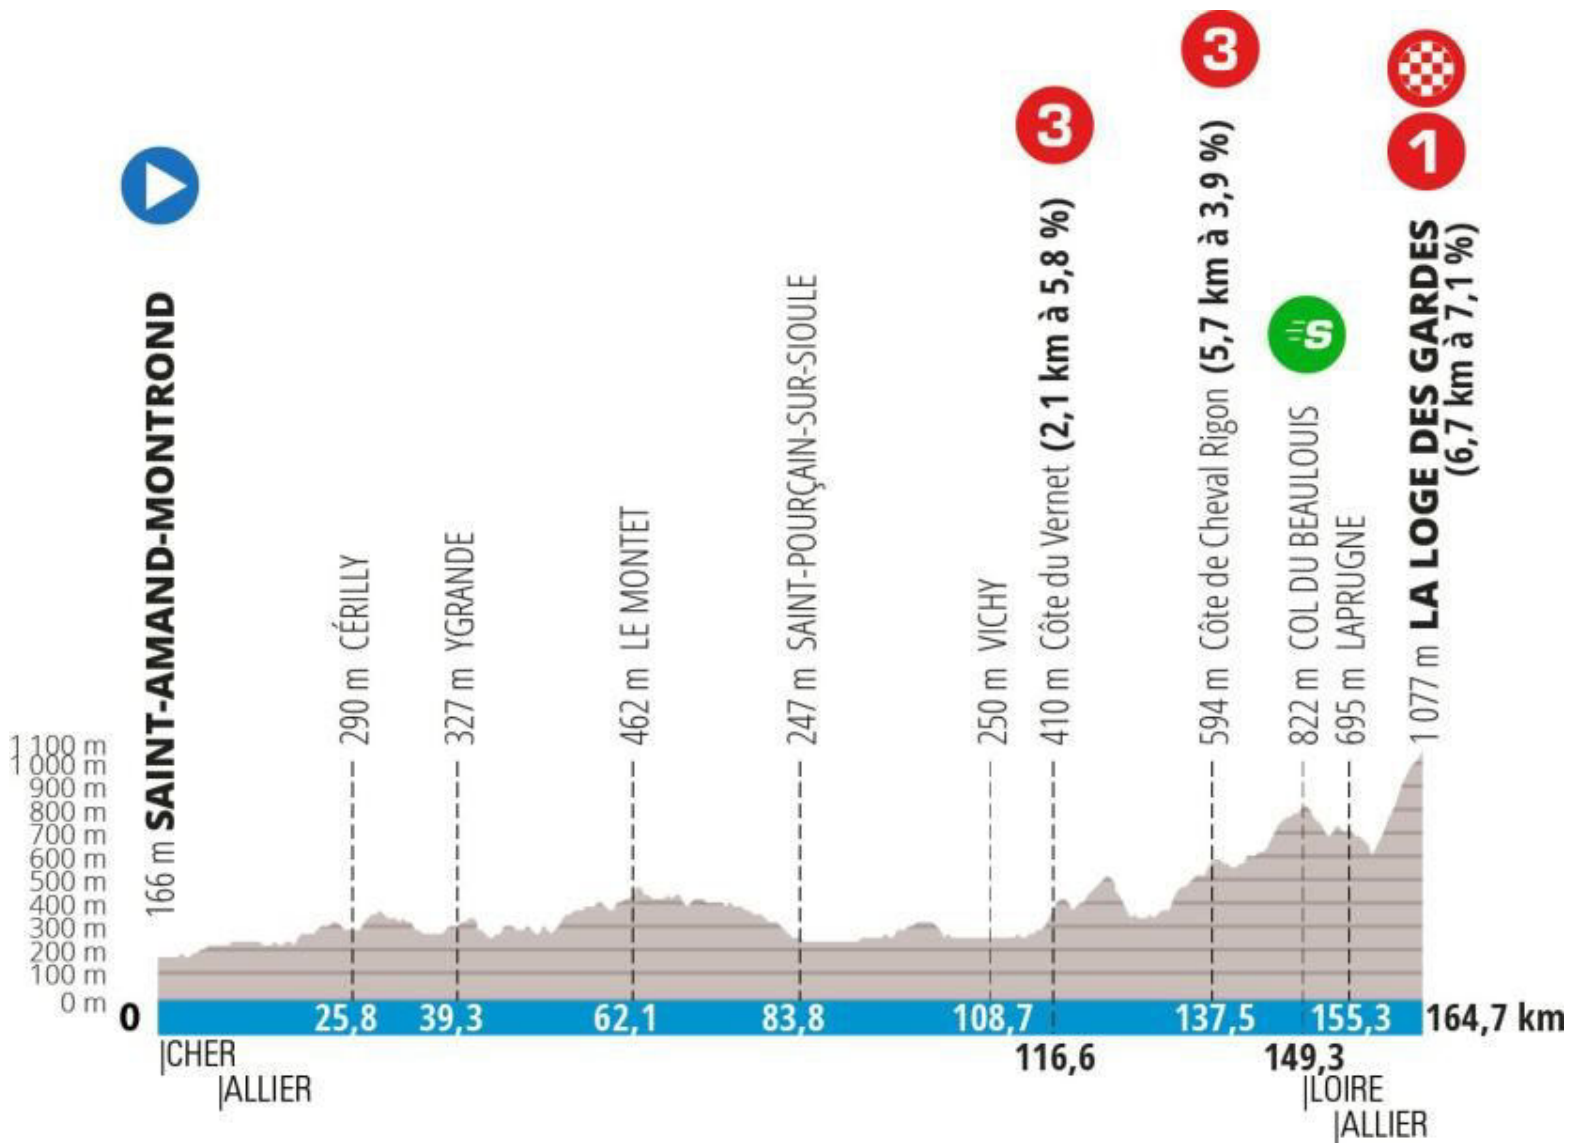 3
3
1
S
166 m SAINT-AMAND-MONTROND
290 m CÉRILLY
327 m YGRANDE
462 m LE MONTET
247 m SAINT-POURÇAIN-SUR-SIOULE
250 m VICHY
410 m Côte du Vernet (2,1 km à 5,8 %)
594 m Côte de Cheval Rigon (5,7 km à 3,9 %)
822 m COL DU BEAULOUIS
695 m LAPRUGNE
1 077 m LA LOGE DES GARDES
(6,7 km à 7,1 %)
1 100 m
1 000 m
900 m
800 m
700 m
600 m
500 m
400 m
300 m
200 m
100 m
0 m
0 25,8 39,3 62,1 83,8 108,7 137,5 155,3 164,7 km
116,6 149,3
|CHER
|ALLIER
|LOIRE
|ALLIER